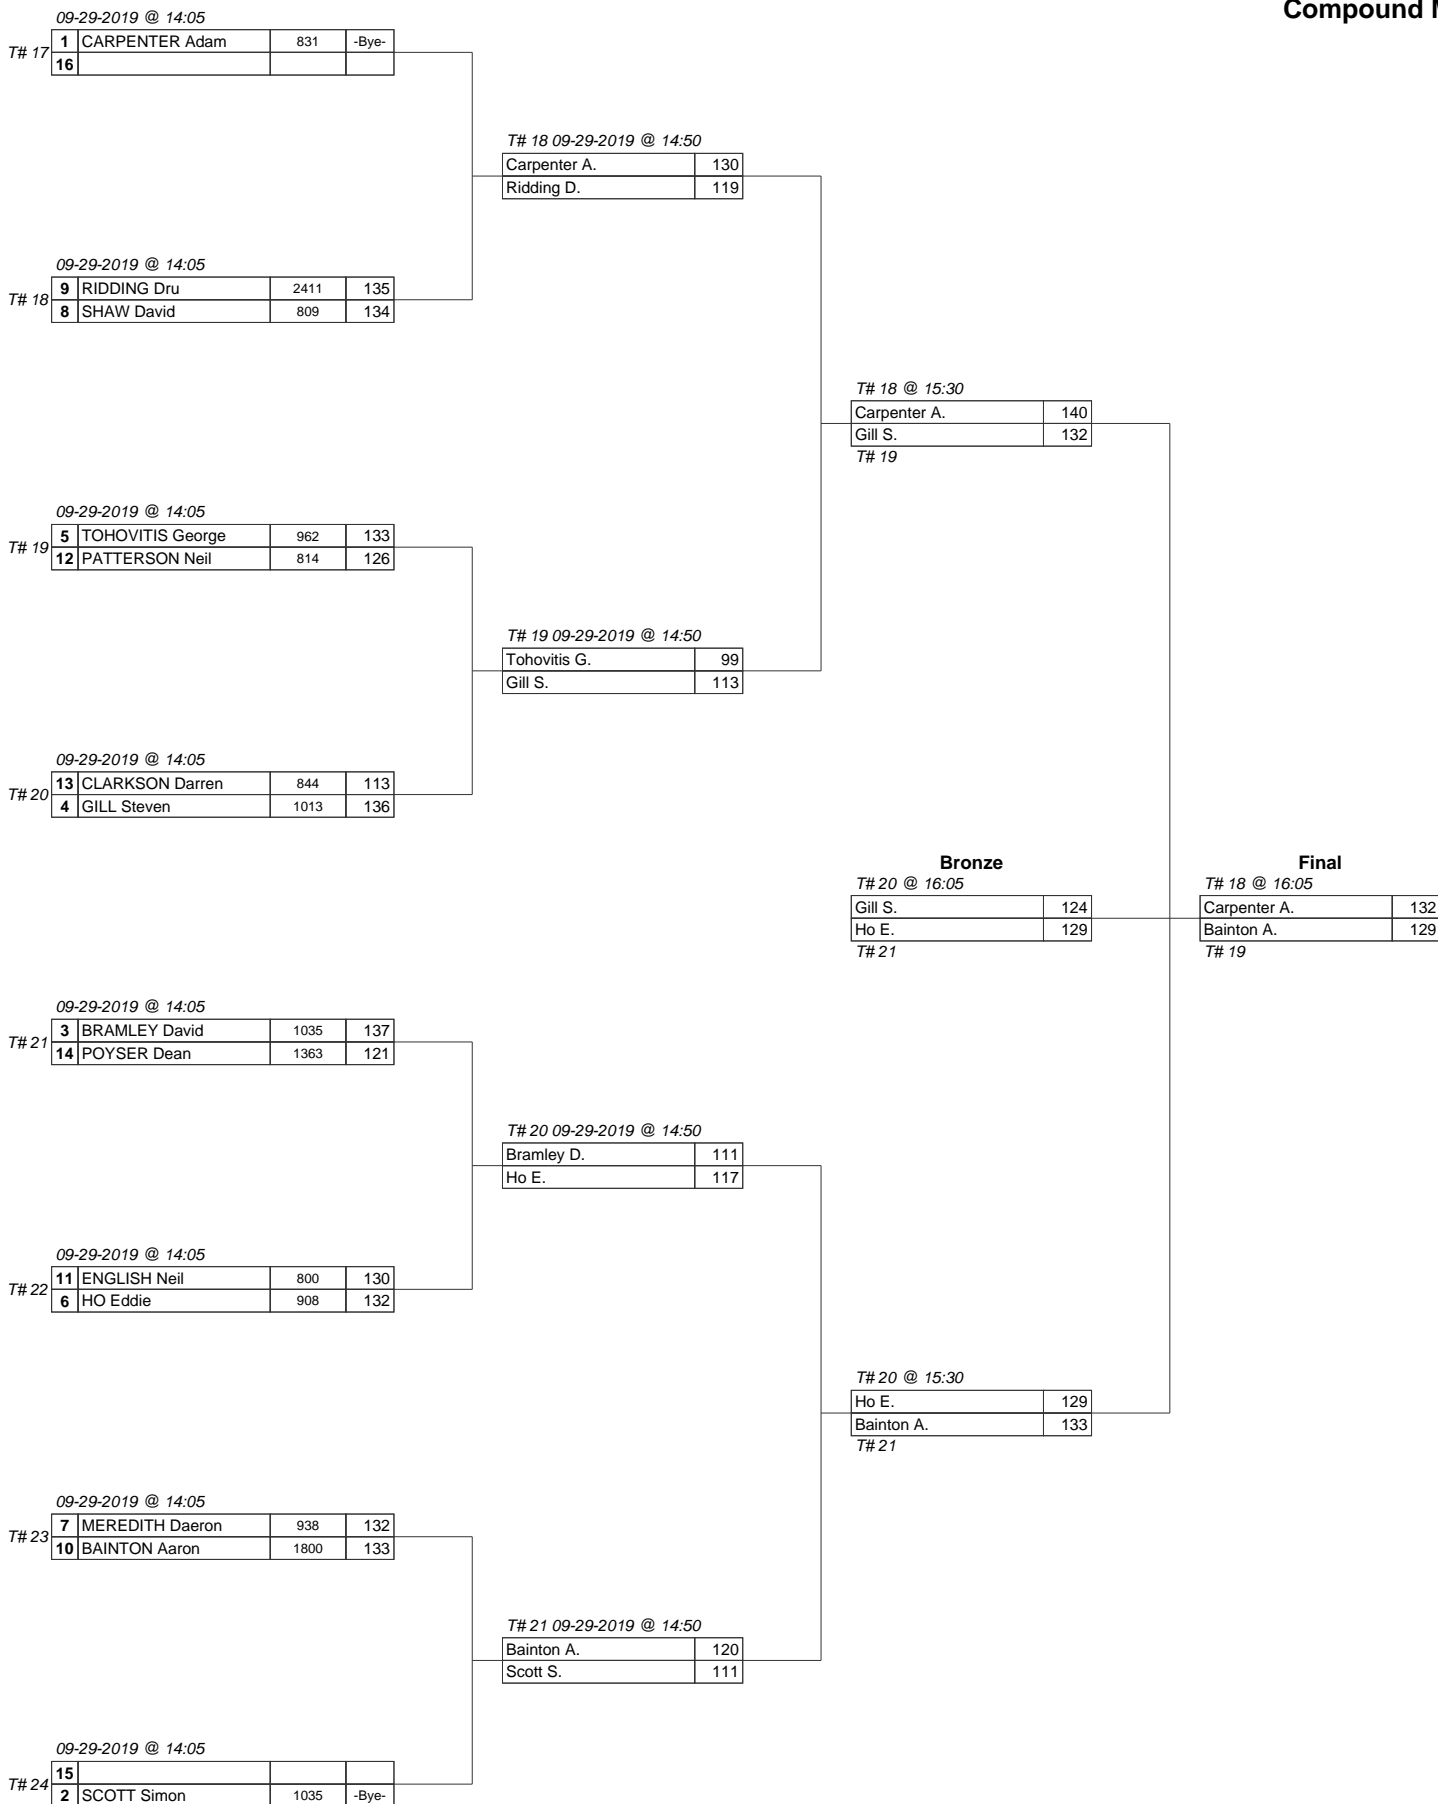 Compound M
09-29-2019 @ 14:05
T# 17
1 CARPENTER Adam 831 -Bye-
16
T# 18 09-29-2019 @ 14:50
Carpenter A. 130
Ridding D. 119
09-29-2019 @ 14:05
T# 18
9 RIDDING Dru 2411 135
8 SHAW David 809 134
T# 18 @ 15:30
Carpenter A. 140
Gill S. 132
T# 19
09-29-2019 @ 14:05
T# 19
5 TOHOVITIS George 962 133
12 PATTERSON Neil 814 126
T# 19 09-29-2019 @ 14:50
Tohovitis G. 99
Gill S. 113
09-29-2019 @ 14:05
T# 20
13 CLARKSON Darren 844 113
4 GILL Steven 1013 136
Bronze
T# 20 @ 16:05
Gill S. 124
Ho E. 129
T# 21
Final
T# 18 @ 16:05
Carpenter A. 132
Bainton A. 129
T# 19
09-29-2019 @ 14:05
T# 21
3 BRAMLEY David 1035 137
14 POYSER Dean 1363 121
T# 20 09-29-2019 @ 14:50
Bramley D. 111
Ho E. 117
09-29-2019 @ 14:05
T# 22
11 ENGLISH Neil 800 130
6 HO Eddie 908 132
T# 20 @ 15:30
Ho E. 129
Bainton A. 133
T# 21
09-29-2019 @ 14:05
T# 23
7 MEREDITH Daeron 938 132
10 BAINTON Aaron 1800 133
T# 21 09-29-2019 @ 14:50
Bainton A. 120
Scott S. 111
09-29-2019 @ 14:05
T# 24
15
2 SCOTT Simon 1035 -Bye-